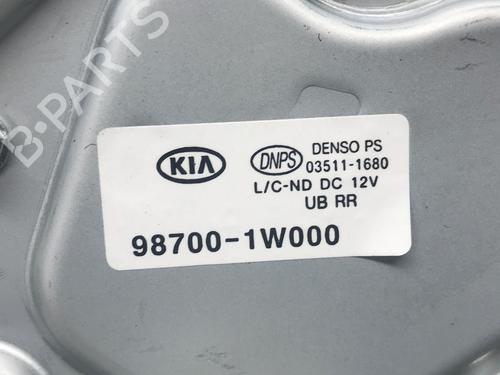 B-PARTS
KIA
DNPS
DENSO PS
03511-1680
L/C-ND DC 12V
UB RR
98700-1W000